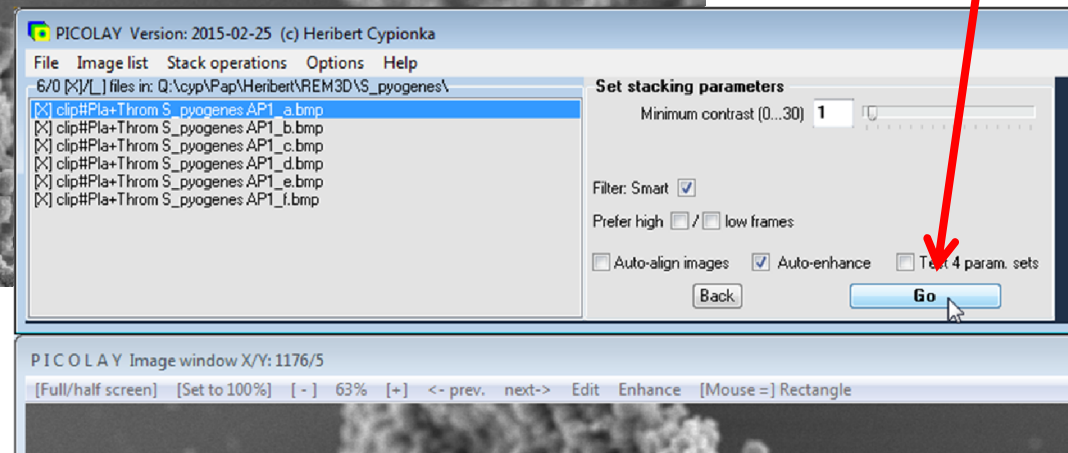 PICOLAY Version: 2015-02-25 (c) Heribert Cypionka
File Image list Stack operations Options Help
6/0 [X]/[_] files in: Q:\cyp\Pap\Heribert\REM3D\S_pyogenes\
[X] clip#Pla+Throm S_pyogenes AP1_a.bmp
[X] clip#Pla+Throm S_pyogenes AP1_b.bmp
[X] clip#Pla+Throm S_pyogenes AP1_c.bmp
[X] clip#Pla+Throm S_pyogenes AP1_d.bmp
[X] clip#Pla+Throm S_pyogenes AP1_e.bmp
[X] clip#Pla+Throm S_pyogenes AP1_f.bmp
Set stacking parameters
Minimum contrast (0...30) 1
Filter: Smart
Prefer high / low frames
Auto-align images Auto-enhance Test 4 param. sets
Back Go
P I C O L A Y Image window X/Y: 1176/5
[Full/half screen] [Set to 100%] [ - ] 63% [+] <- prev. next-> Edit Enhance [Mouse =] Rectangle